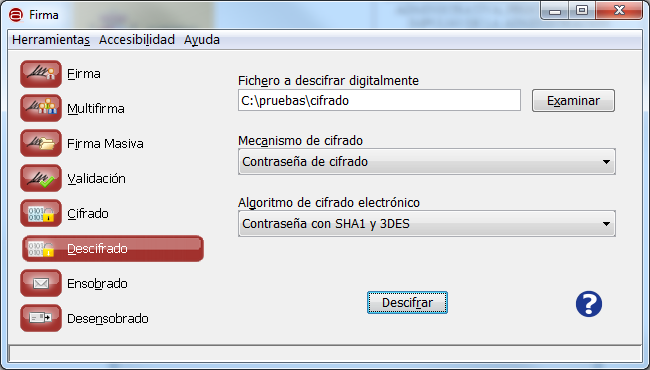 Firma
Herramientas Accesibilidad Ayuda
Firma
Multifirma
Firma Masiva
Validación
Cifrado
Descifrado
Ensobrado
Desensobrado
Fichero a descifrar digitalmente
C:\pruebas\cifrado
Examinar
Mecanismo de cifrado
Contraseña de cifrado
Algoritmo de cifrado electrónico
Contraseña con SHA1 y 3DES
Descifrar
?